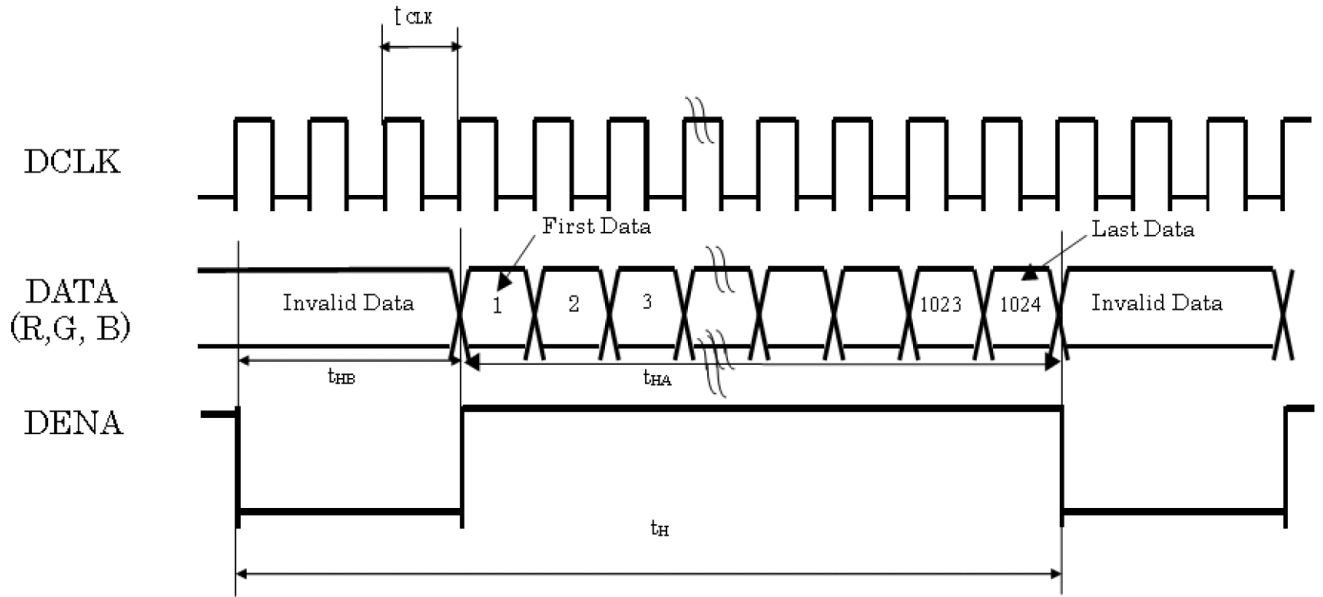 t CLK
DCLK
First Data
Last Data
DATA
(R,G, B)
Invalid Data
1
2
3
1023
1024
Invalid Data
tHB
tHA
DENA
tH